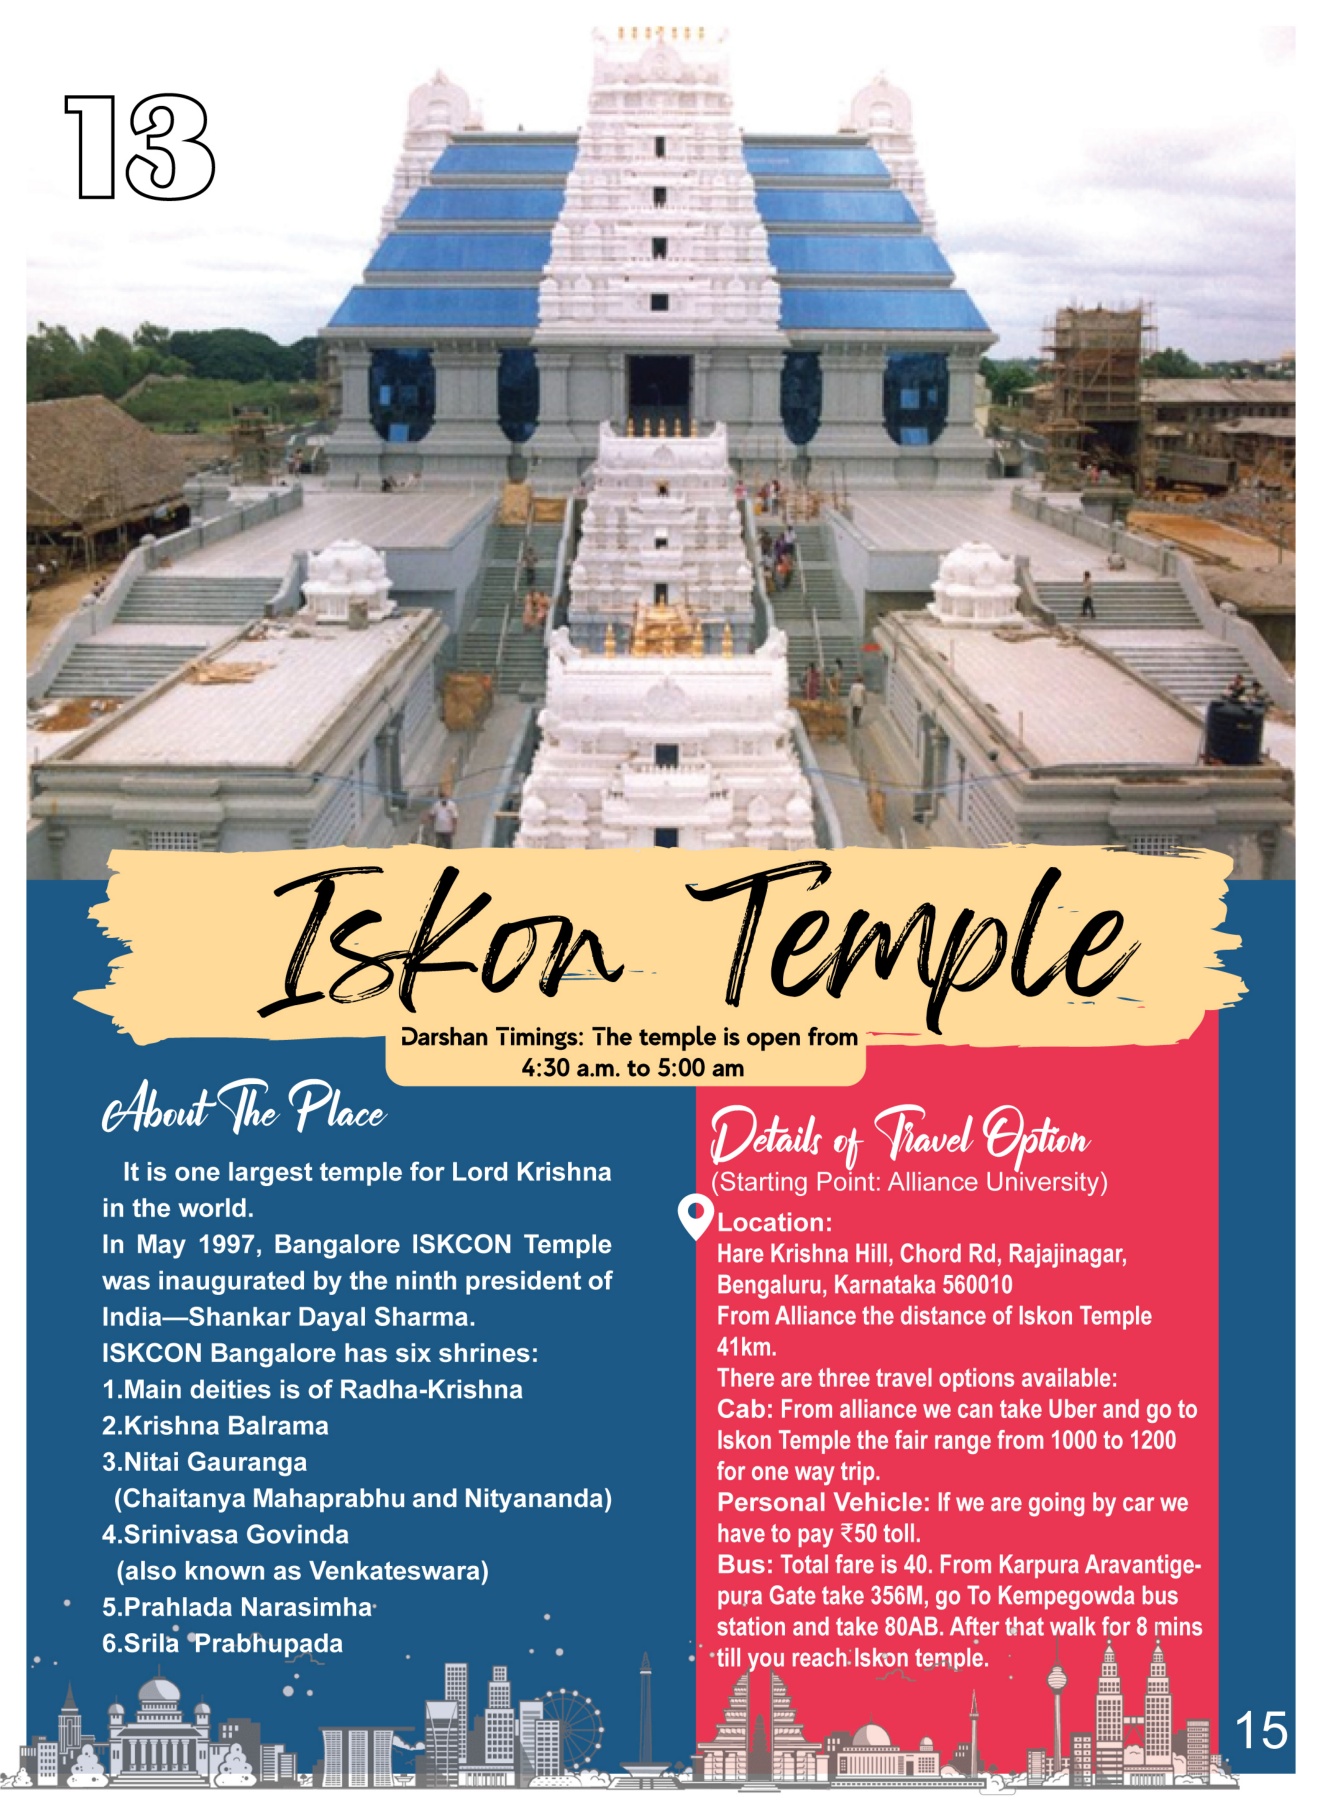 13
Iskon Temple
Darshan Timings: The temple is open from
4:30 a.m. to 5:00 am
About The Place
It is one largest temple for Lord Krishna
in the world.
In May 1997, Bangalore ISKCON Temple
was inaugurated by the ninth president of
India—Shankar Dayal Sharma.
ISKCON Bangalore has six shrines:
1.Main deities is of Radha-Krishna
2.Krishna Balrama
3.Nitai Gauranga
(Chaitanya Mahaprabhu and Nityananda)
4.Srinivasa Govinda
(also known as Venkateswara)
5.Prahlada Narasimha
6.Srila Prabhupada
Details of Travel Option
(Starting Point: Alliance University)
Location:
Hare Krishna Hill, Chord Rd, Rajajinagar,
Bengaluru, Karnataka 560010
From Alliance the distance of Iskon Temple
41km.
There are three travel options available:
Cab: From alliance we can take Uber and go to
Iskon Temple the fair range from 1000 to 1200
for one way trip.
Personal Vehicle: If we are going by car we
have to pay ₹50 toll.
Bus: Total fare is 40. From Karpura Aravantige-
pura Gate take 356M, go To Kempegowda bus
station and take 80AB. After that walk for 8 mins
till you reach Iskon temple.
15